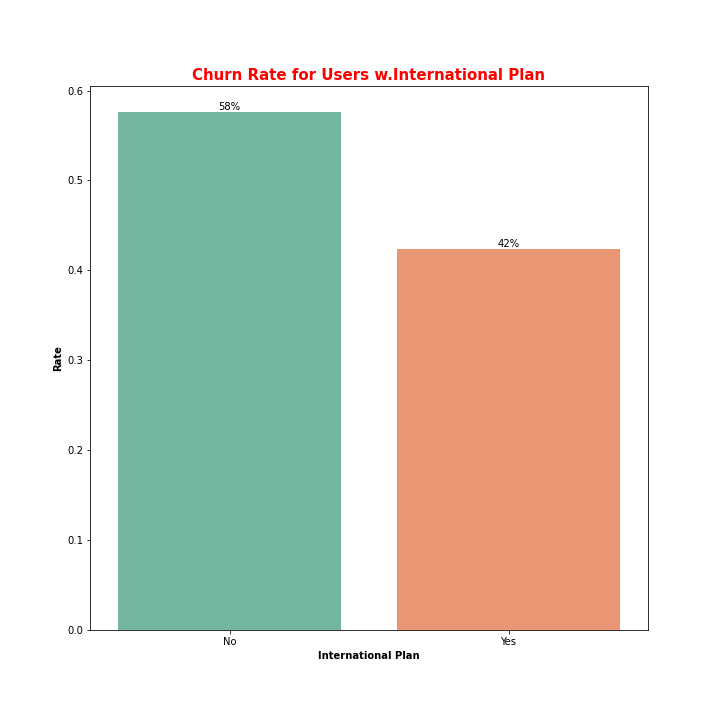 Churn Rate for Users w.International Plan
0.6
58%
0.5
42%
0.4
Rate
0.3
0.2
0.1
0.0
No
Yes
International Plan